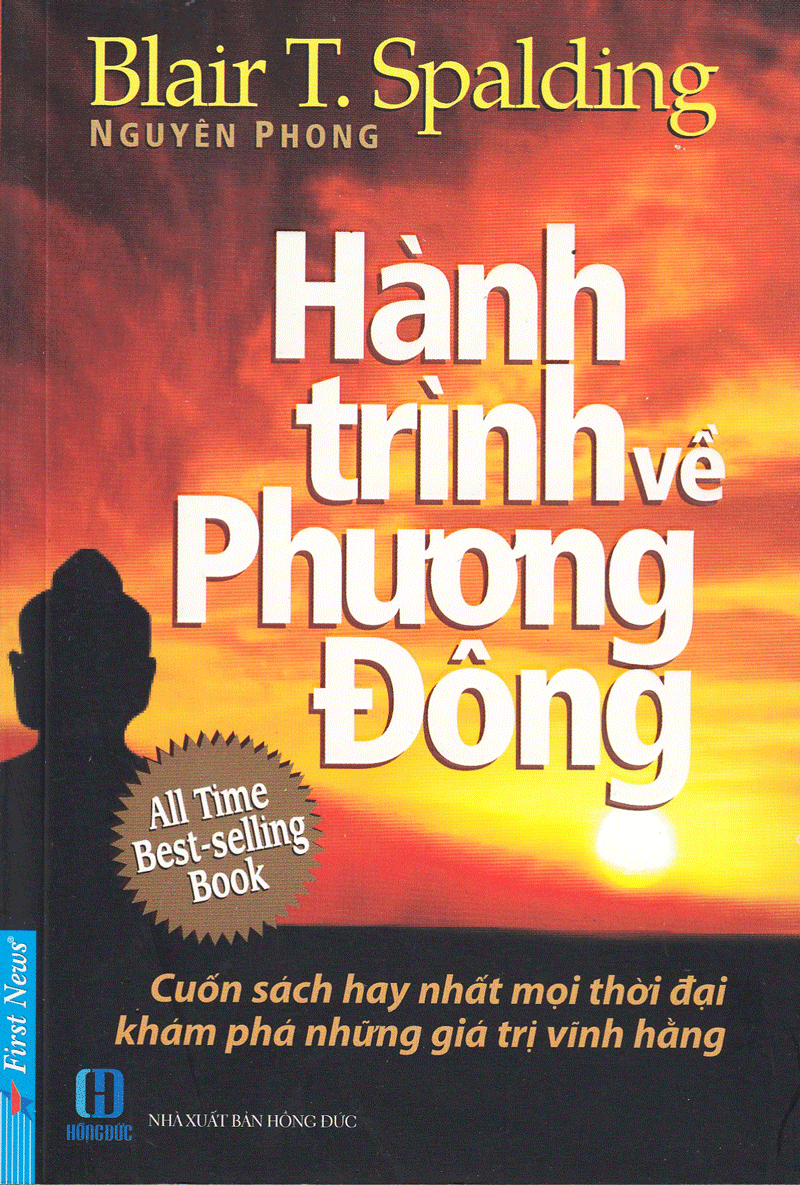 Blair T. Spalding
NGUYÊN PHONG
Hành
trình về
Phương
Đông
All Time
Best-selling
Book
Cuốn sách hay nhất mọi thời đại
khám phá những giá trị vĩnh hằng
First News®
HỒNG ĐỨC
NHÀ XUẤT BẢN HỒNG ĐỨC